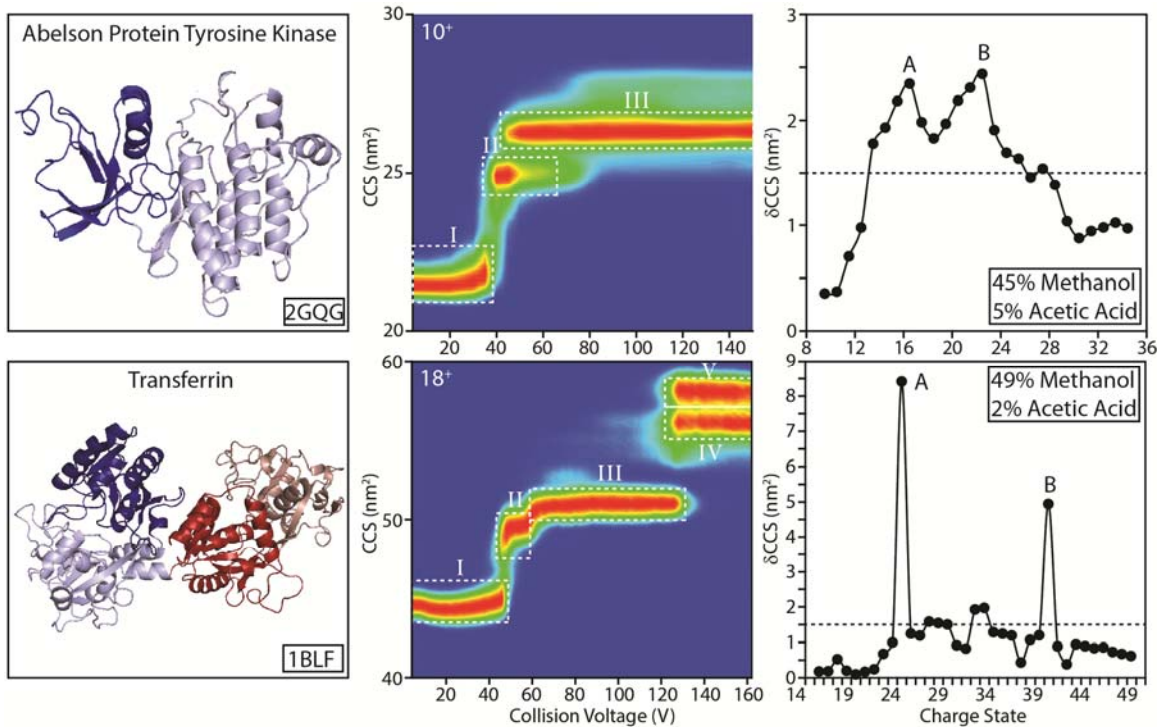 Abelson Protein Tyrosine Kinase
2GQG
10⁺
I
II
III
CCS (nm²)
25
20
20 40 60 80 100 120 140
A
B
δCCS (nm²)
3
2
1
0
8 12 16 20 24 28 32 36
45% Methanol
5% Acetic Acid
Transferrin
1BLF
18⁺
I
II
III
IV
V
CCS (nm²)
60
50
40
20 40 60 80 100 120 140 160
Collision Voltage (V)
A
B
δCCS (nm²)
9
8
7
6
5
4
3
2
1
0
14 19 24 29 34 39 44 49
Charge State
49% Methanol
2% Acetic Acid